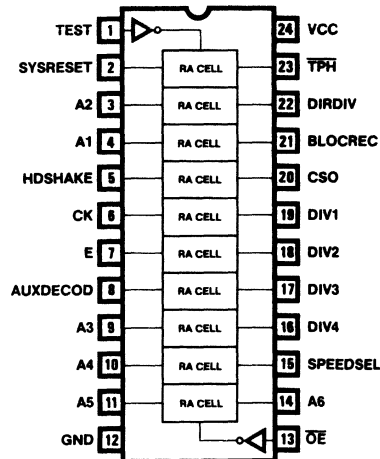 TEST 1 24 VCC
SYSRESET 2 RA CELL 23 T̅P̅H̅
A2 3 RA CELL 22 DIRDIV
A1 4 RA CELL 21 BLOCREC
HDSHAKE 5 RA CELL 20 CSO
CK 6 RA CELL 19 DIV1
E 7 RA CELL 18 DIV2
AUXDECOD 8 RA CELL 17 DIV3
A3 9 RA CELL 16 DIV4
A4 10 RA CELL 15 SPEEDSEL
A5 11 RA CELL 14 A6
GND 12 13 O̅E̅